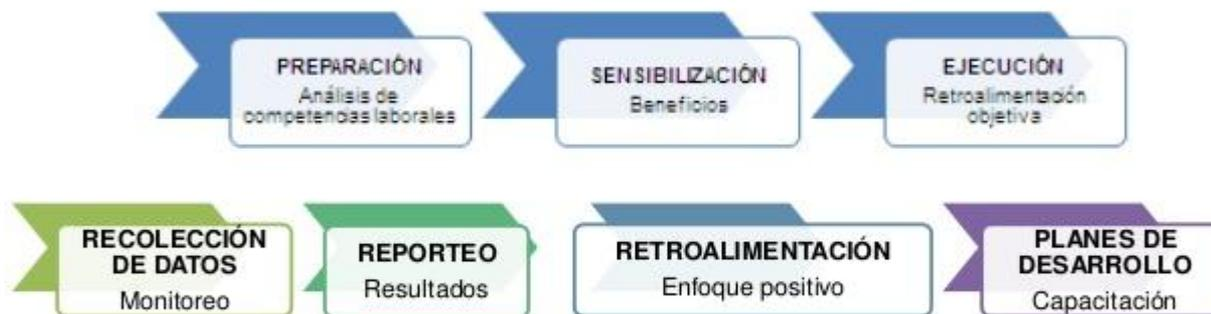 PREPARACIÓN
Análisis de
competencias laborales
SENSIBILIZACIÓN
Beneficios
EJECUCIÓN
Retroalimentación
objetiva
RECOLECCIÓN
DE DATOS
Monitoreo
REPORTEO
Resultados
RETROALIMENTACIÓN
Enfoque positivo
PLANES DE
DESARROLLO
Capacitación